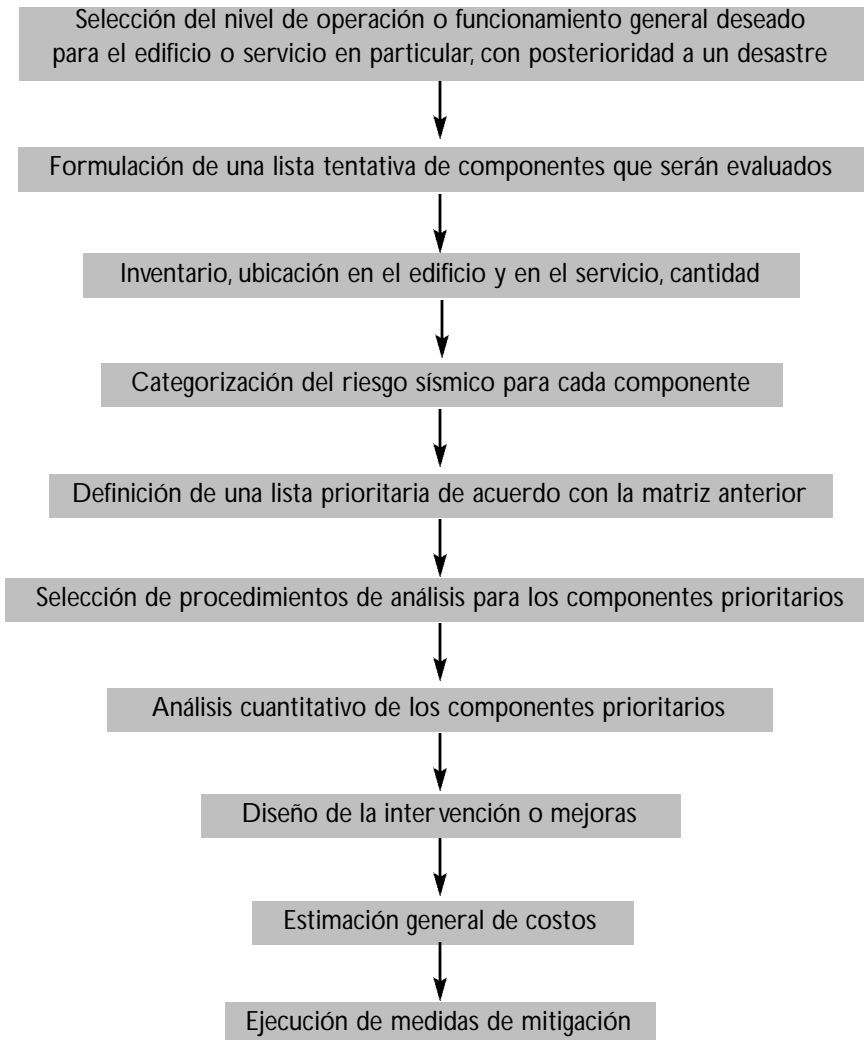 Selección del nivel de operación o funcionamiento general deseado
para el edificio o servicio en particular, con posterioridad a un desastre
Formulación de una lista tentativa de componentes que serán evaluados
Inventario, ubicación en el edificio y en el servicio, cantidad
Categorización del riesgo sísmico para cada componente
Definición de una lista prioritaria de acuerdo con la matriz anterior
Selección de procedimientos de análisis para los componentes prioritarios
Análisis cuantitativo de los componentes prioritarios
Diseño de la intervención o mejoras
Estimación general de costos
Ejecución de medidas de mitigación